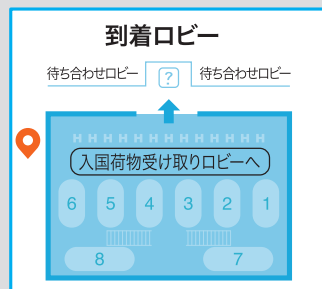 到着ロビー
待ち合わせロビー ? 待ち合わせロビー
H H H H H H H H H H H H H
入国荷物受け取りロビーへ
6 5 4 3 2 1
8 7